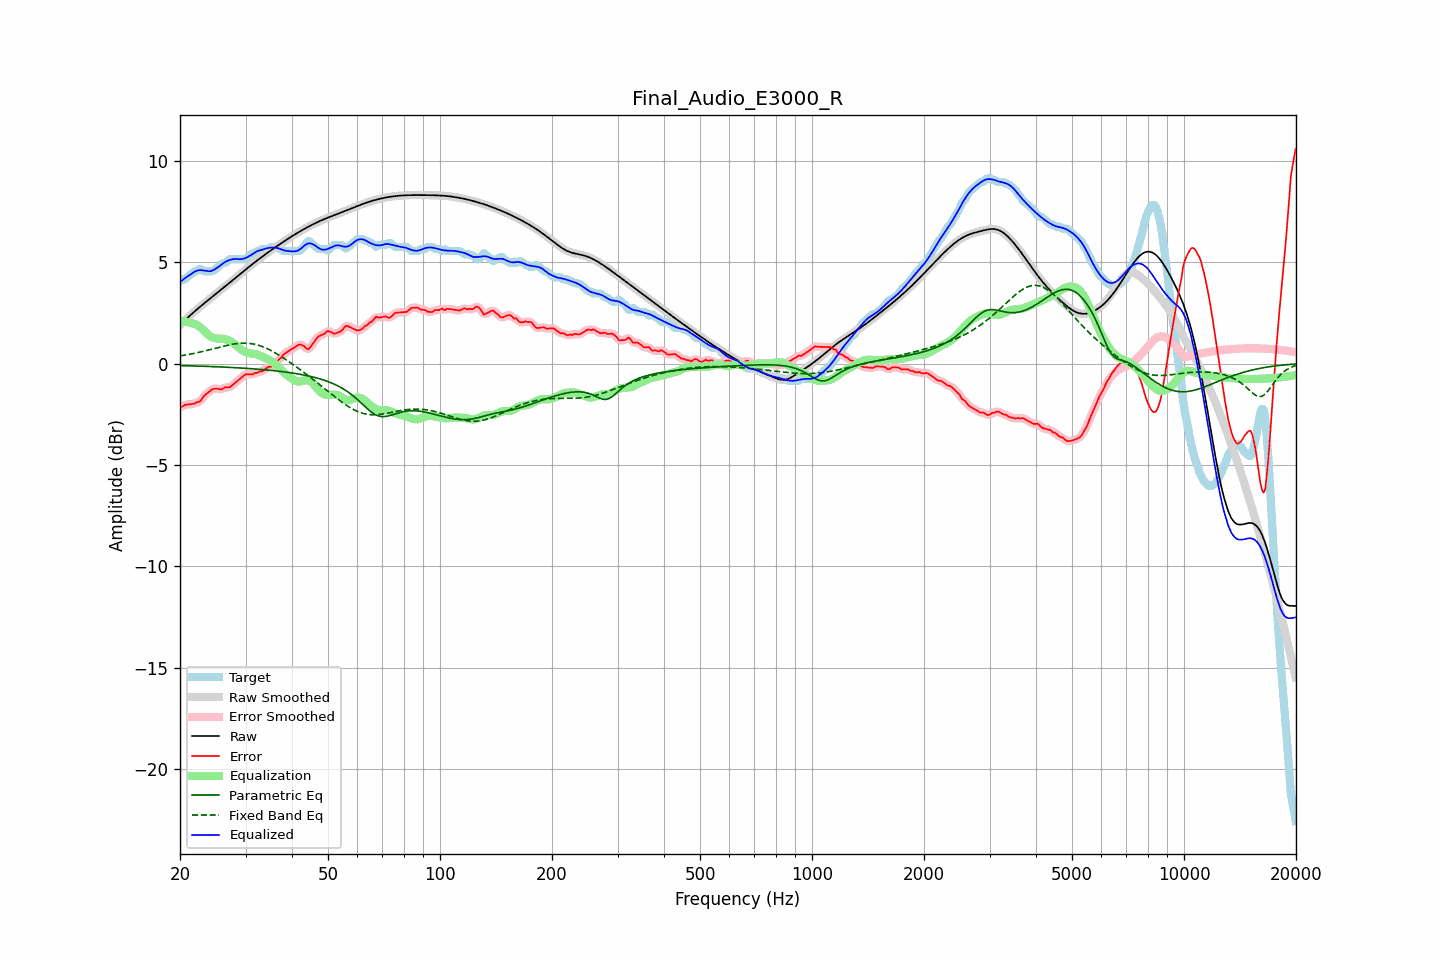 Final_Audio_E3000_R
10
5
0
−5
−10
−15
−20
Amplitude (dBr)
Target
Raw Smoothed
Error Smoothed
Raw
Error
Equalization
Parametric Eq
Fixed Band Eq
Equalized
20 50 100 200 500 1000 2000 5000 10000 20000
Frequency (Hz)